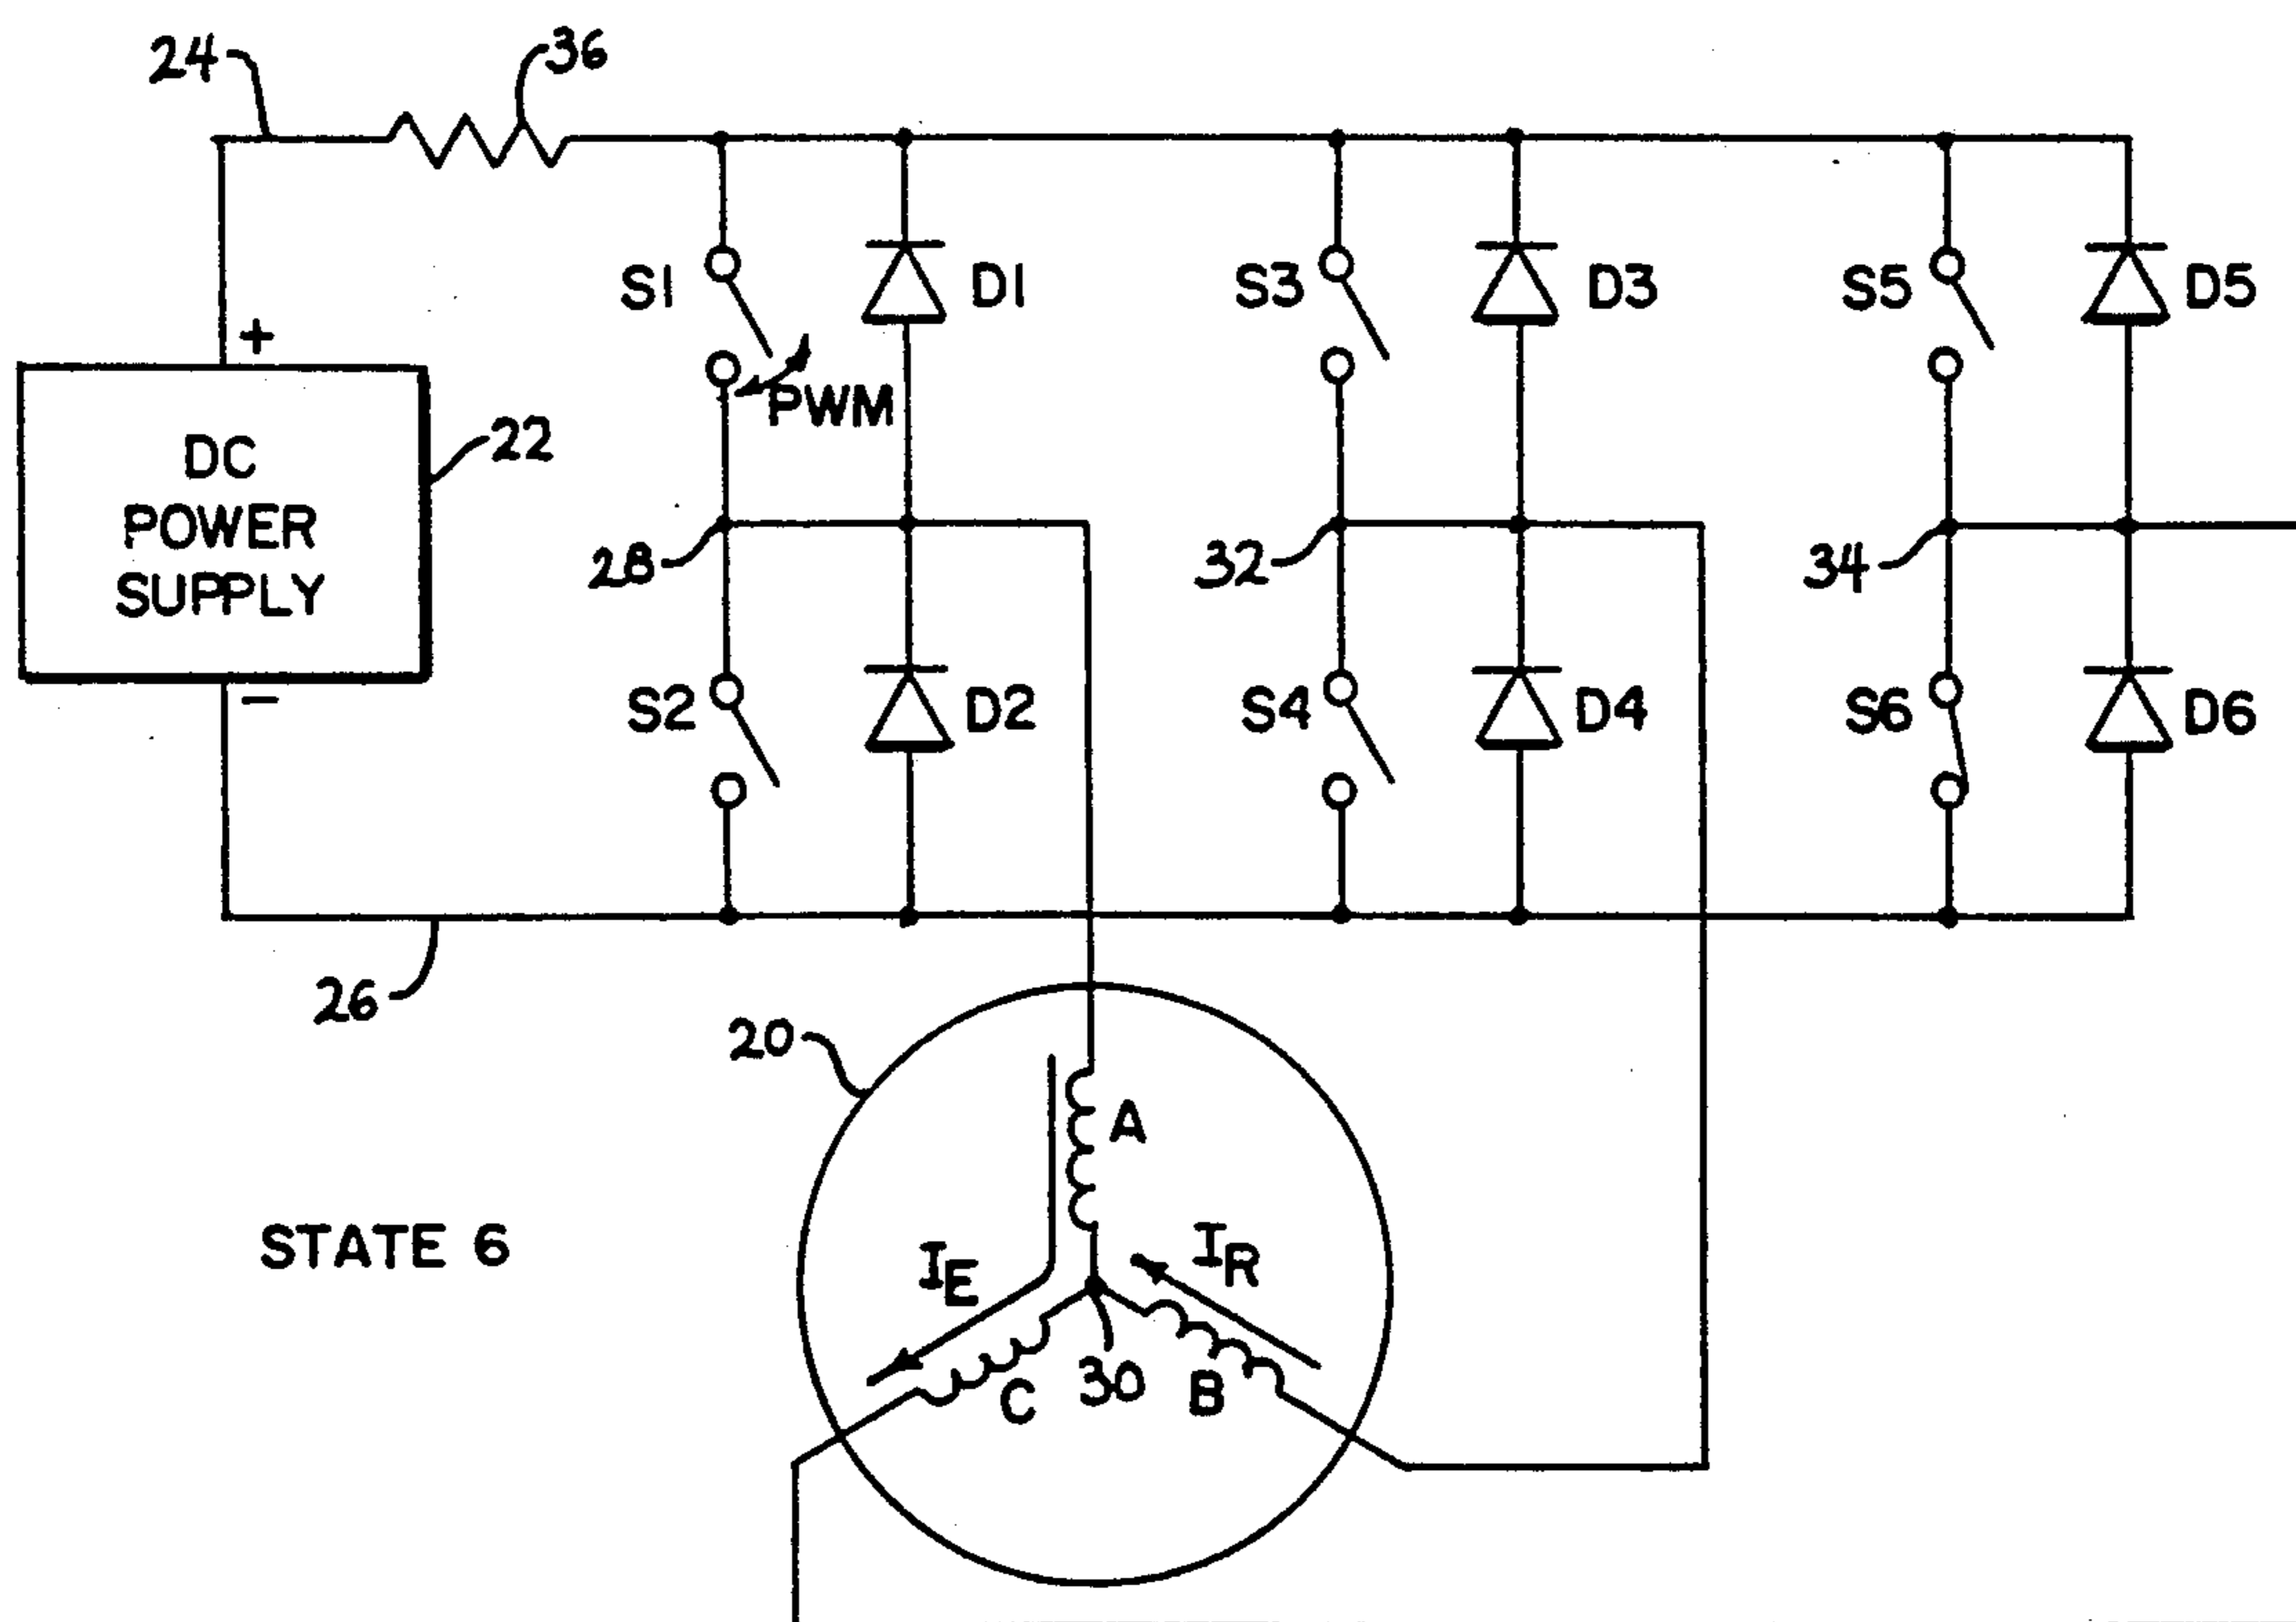 24
36
+
S1
D1
S3
D3
S5
D5
PWM
DC
POWER
SUPPLY
22
28
32
34
−
S2
D2
S4
D4
S6
D6
26
20
A
STATE 6
IE
IR
C
30
B